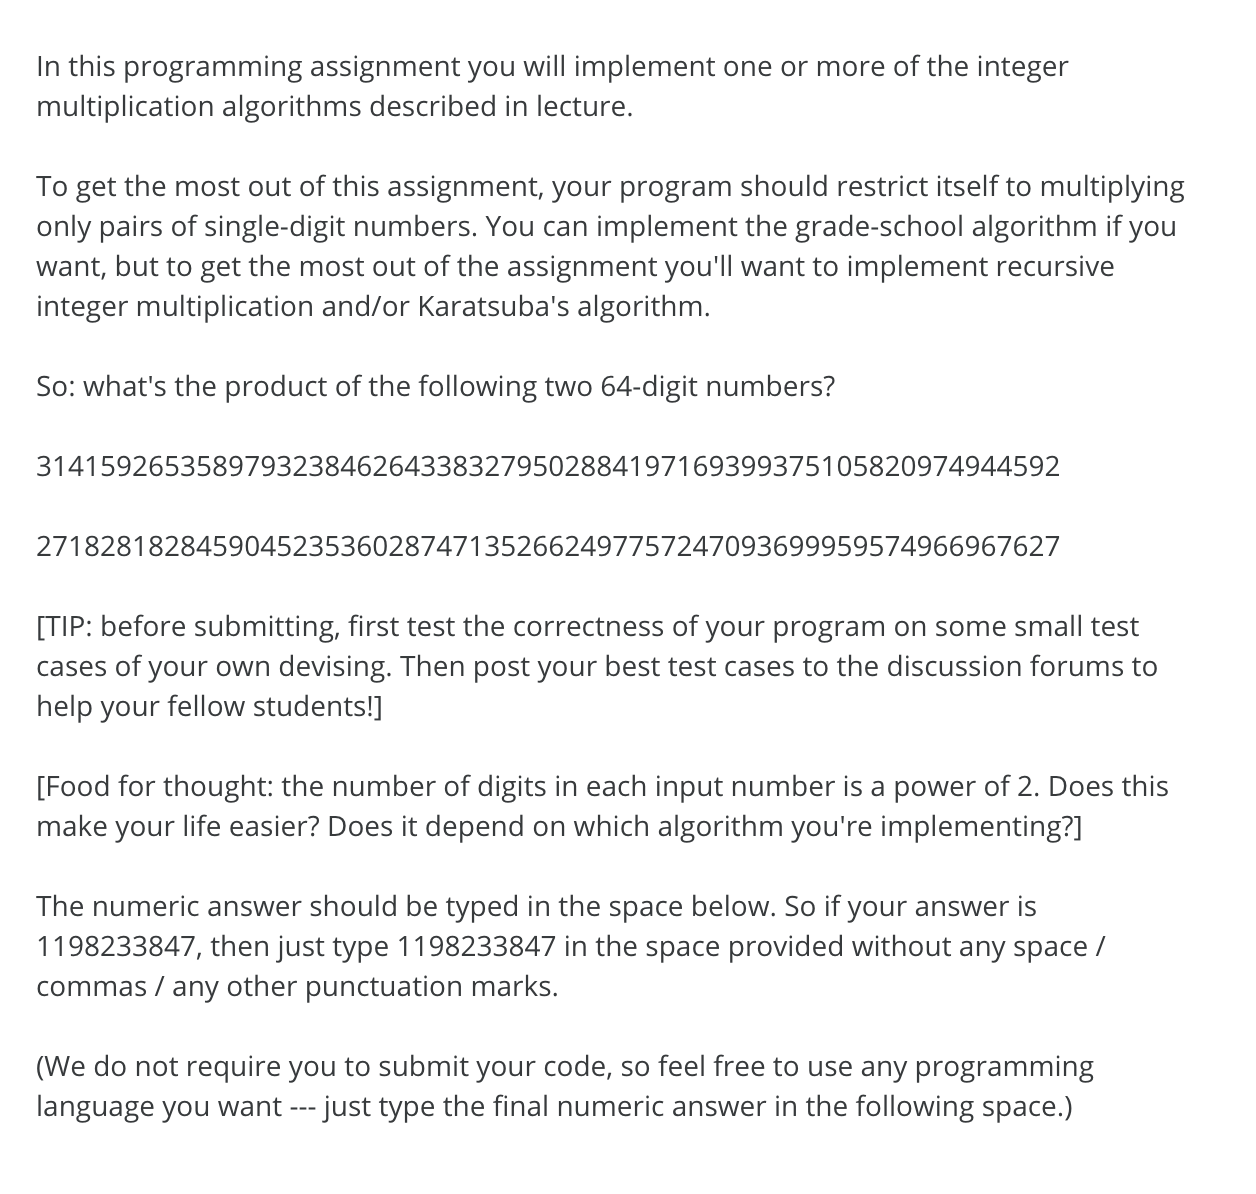 In this programming assignment you will implement one or more of the integer
multiplication algorithms described in lecture.
To get the most out of this assignment, your program should restrict itself to multiplying
only pairs of single-digit numbers. You can implement the grade-school algorithm if you
want, but to get the most out of the assignment you'll want to implement recursive
integer multiplication and/or Karatsuba's algorithm.
So: what's the product of the following two 64-digit numbers?
3141592653589793238462643383279502884197169399375105820974944592
2718281828459045235360287471352662497757247093699959574966967627
[TIP: before submitting, first test the correctness of your program on some small test
cases of your own devising. Then post your best test cases to the discussion forums to
help your fellow students!]
[Food for thought: the number of digits in each input number is a power of 2. Does this
make your life easier? Does it depend on which algorithm you're implementing?]
The numeric answer should be typed in the space below. So if your answer is
1198233847, then just type 1198233847 in the space provided without any space /
commas / any other punctuation marks.
(We do not require you to submit your code, so feel free to use any programming
language you want --- just type the final numeric answer in the following space.)